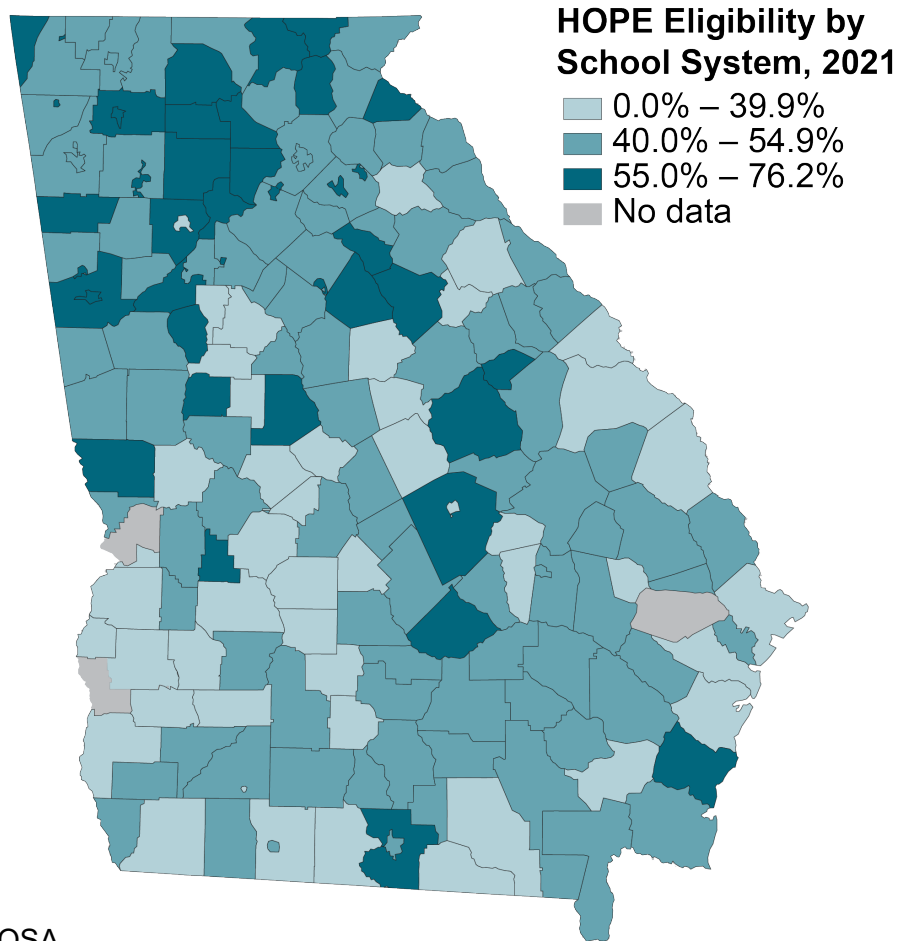 HOPE Eligibility by
School System, 2021
0.0% – 39.9%
40.0% – 54.9%
55.0% – 76.2%
No data